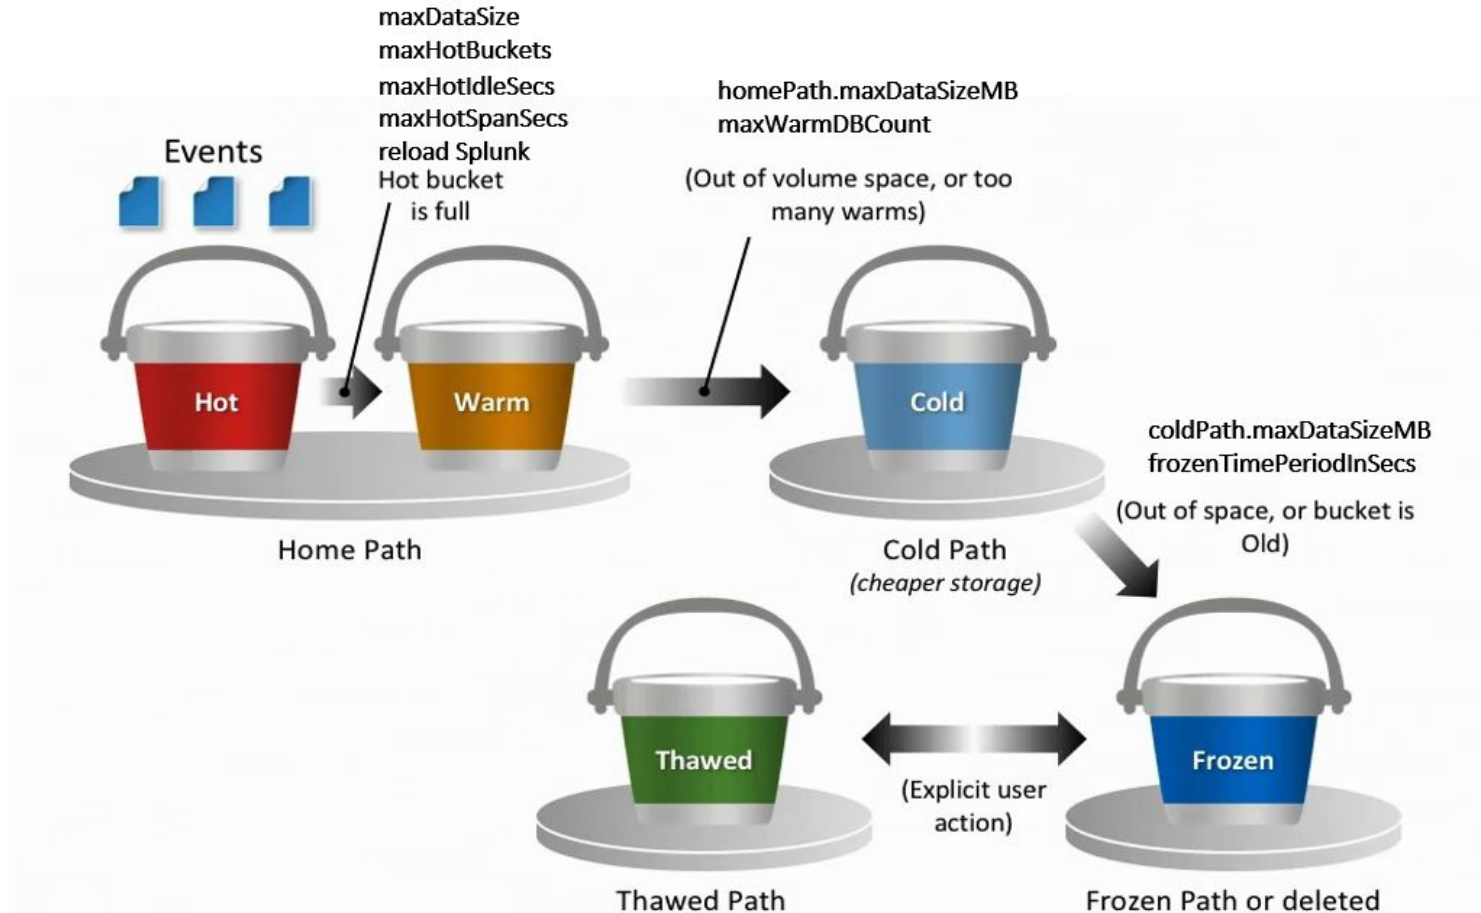 maxDataSize
maxHotBuckets
maxHotIdleSecs
maxHotSpanSecs
reload Splunk
Hot bucket
is full
homePath.maxDataSizeMB
maxWarmDBCount
(Out of volume space, or too
many warms)
Events
Hot
Warm
Cold
Home Path
Cold Path
(cheaper storage)
coldPath.maxDataSizeMB
frozenTimePeriodInSecs
(Out of space, or bucket is
Old)
Thawed
(Explicit user
action)
Frozen
Thawed Path
Frozen Path or deleted